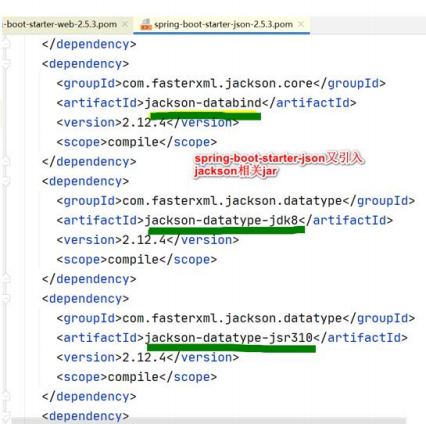 -boot-starter-web-2.5.3.pom × spring-boot-starter-json-2.5.3.pom ×
</dependency>
<dependency>
<groupId>com.fasterxml.jackson.core</groupId>
<artifactId>jackson-databind</artifactId>
<version>2.12.4</version>
<scope>compile</scope>
</dependency>
spring-boot-starter-json又引入
jackson相关jar
<dependency>
<groupId>com.fasterxml.jackson.datatype</groupId>
<artifactId>jackson-datatype-jdk8</artifactId>
<version>2.12.4</version>
<scope>compile</scope>
</dependency>
<dependency>
<groupId>com.fasterxml.jackson.datatype</groupId>
<artifactId>jackson-datatype-jsr310</artifactId>
<version>2.12.4</version>
<scope>compile</scope>
</dependency>
<dependency>